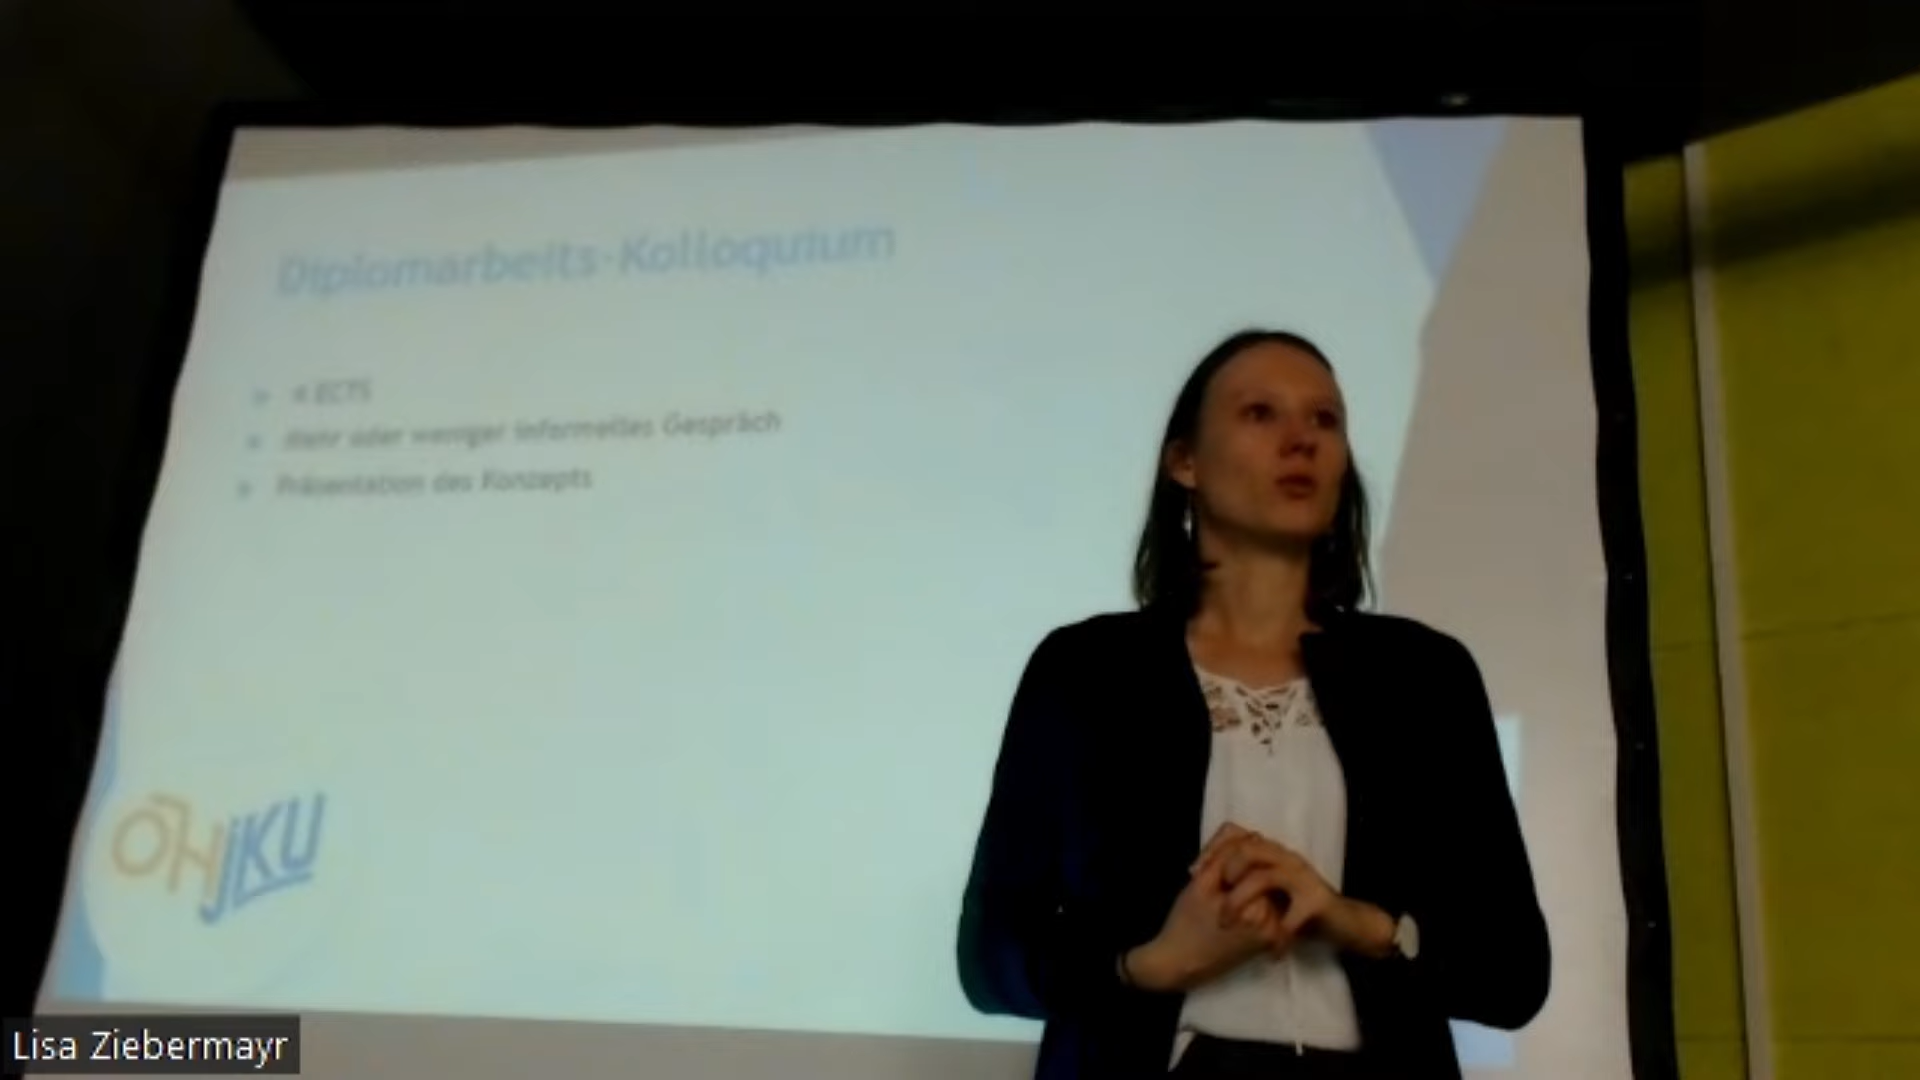 Diplomarbeits-Kolloquium
4 ECTS
mehr oder weniger informelles Gespräch
Präsentation des Konzepts
ÖH JKU
Lisa Ziebermayr